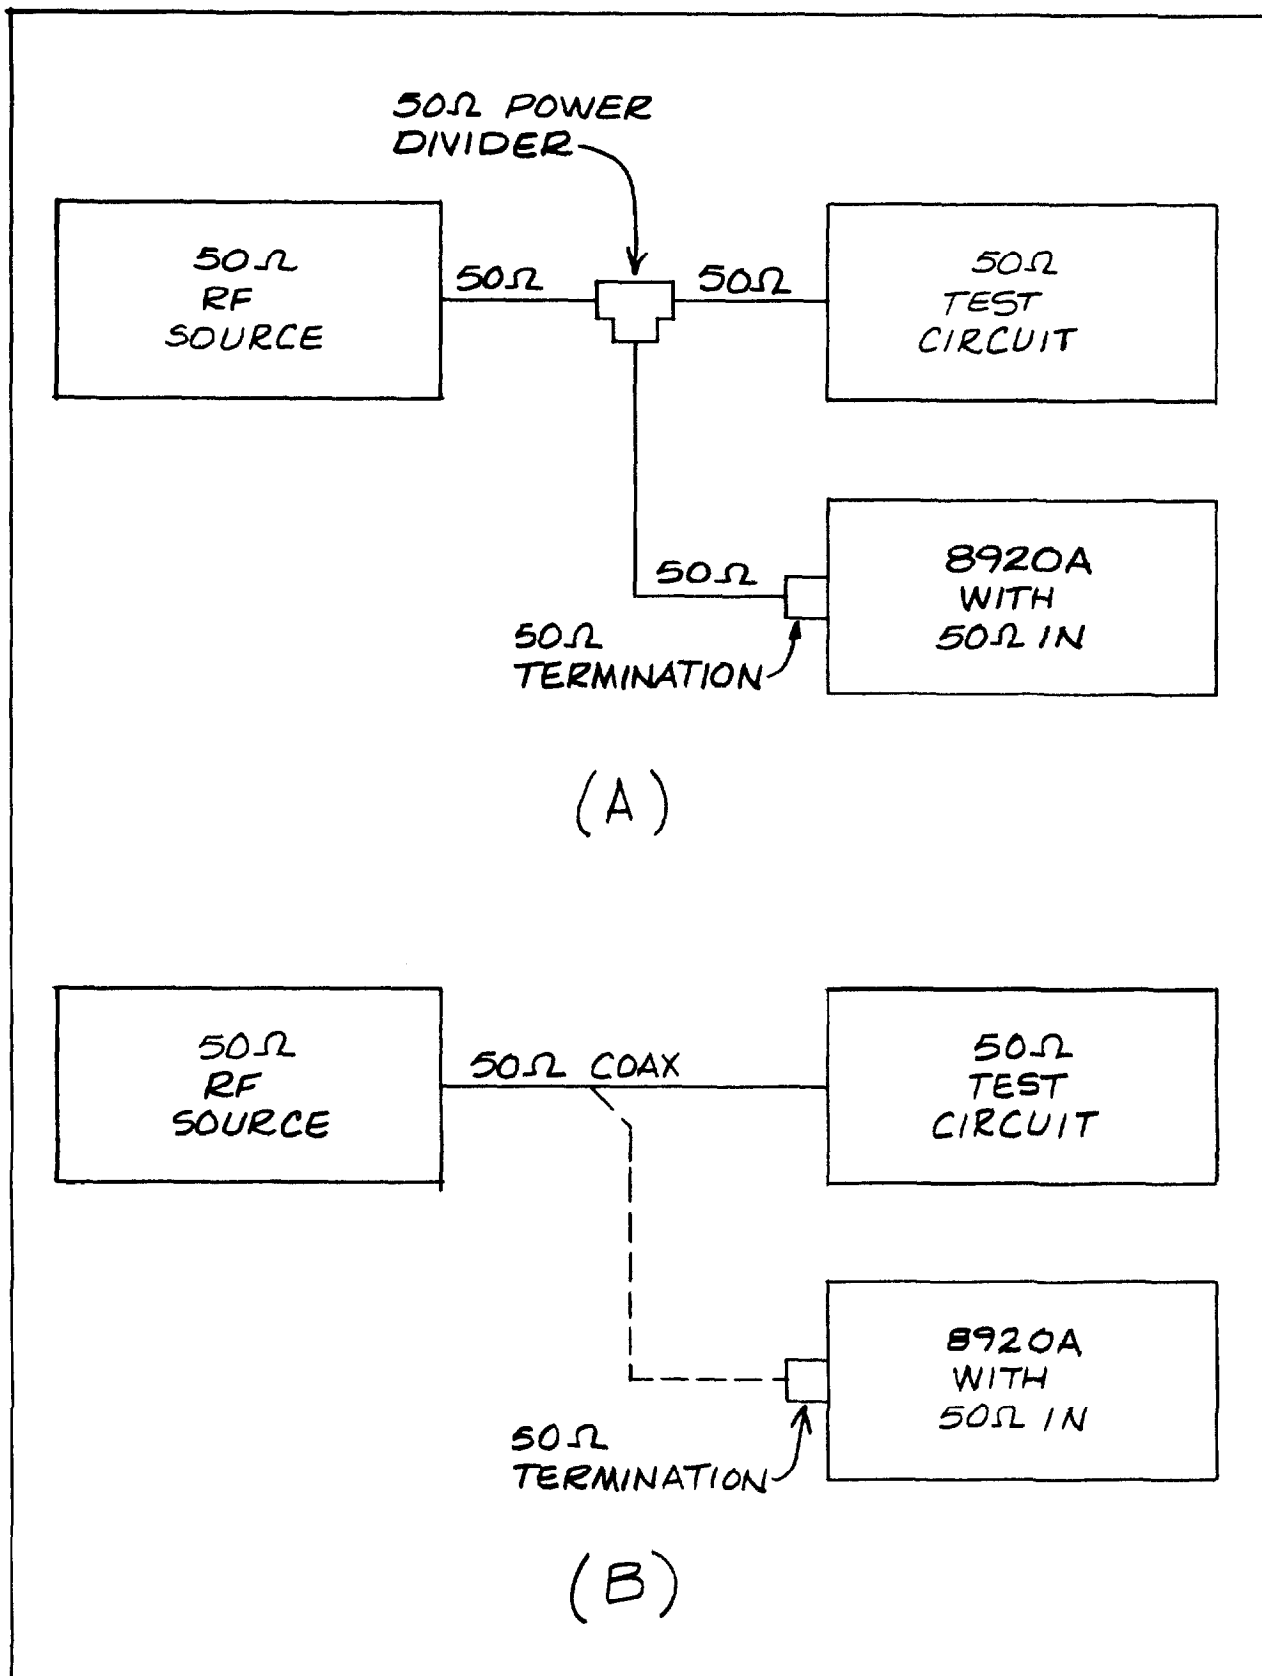 50Ω POWER
DIVIDER
50Ω
RF
SOURCE
50Ω
50Ω
50Ω
TEST
CIRCUIT
50Ω
8920A
WITH
50Ω IN
50Ω
TERMINATION
(A)
50Ω
RF
SOURCE
50Ω COAX
50Ω
TEST
CIRCUIT
8920A
WITH
50Ω IN
50Ω
TERMINATION
(B)